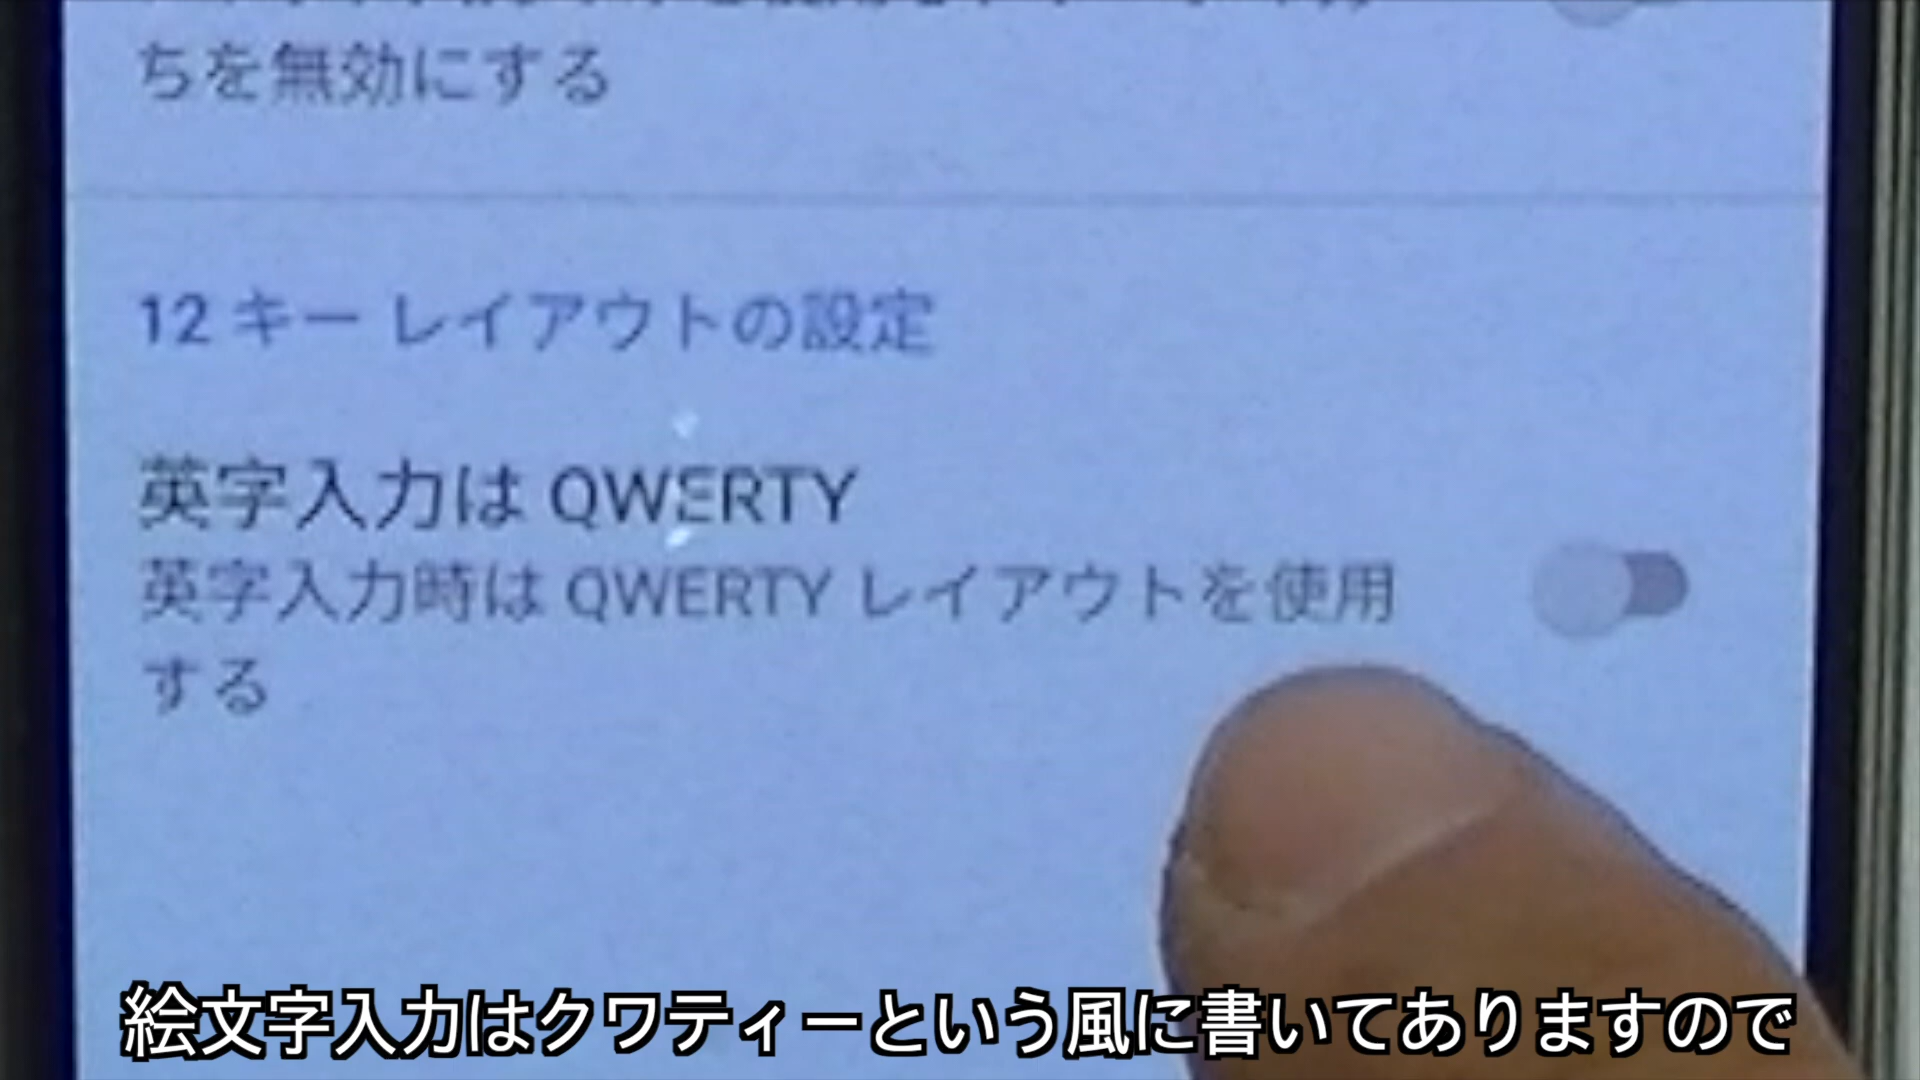 ちを無効にする
12 キー レイアウトの設定
英字入力は QWERTY
英字入力時は QWERTY レイアウトを使用
する
絵文字入力はクワティーという風に書いてありますので